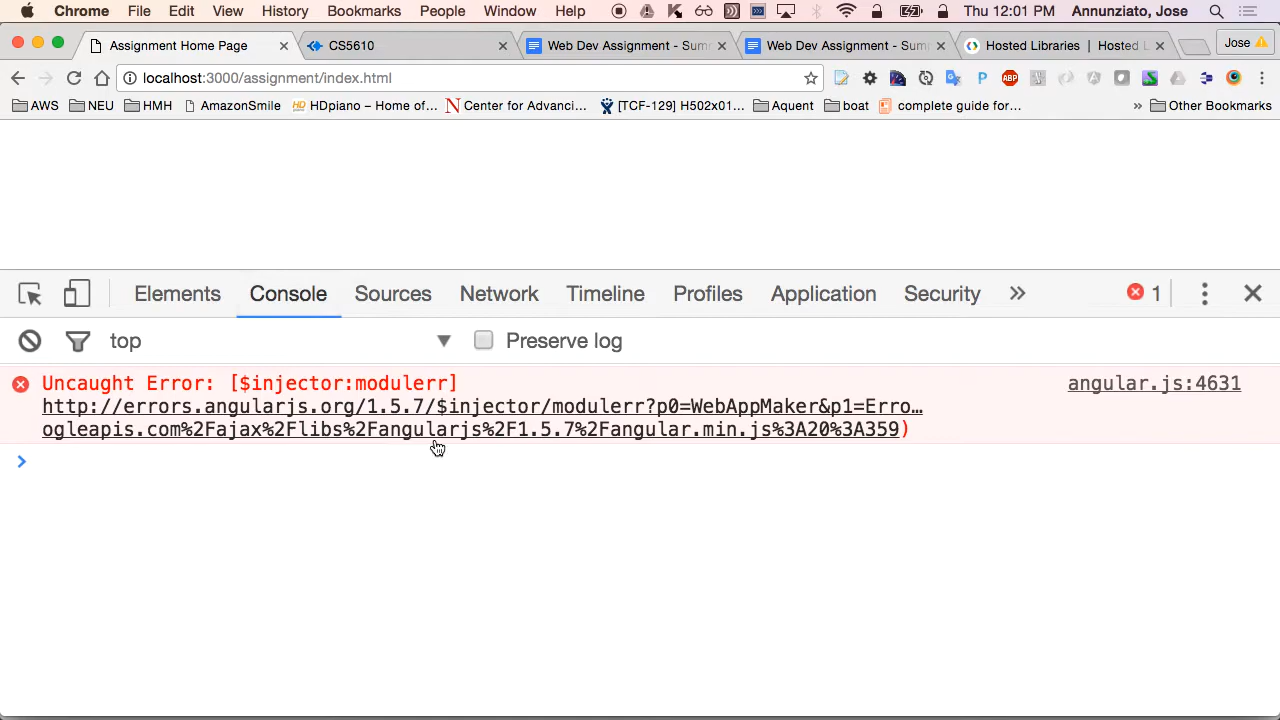 Chrome File Edit View History Bookmarks People Window Help Thu 12:01 PM Annunziato, Jose
Assignment Home Page CS5610 Web Dev Assignment - Sum Web Dev Assignment - Sum Hosted Libraries | Hosted L Jose
localhost:3000/assignment/index.html
AWS NEU HMH AmazonSmile HD HDpiano – Home of… Center for Advanci… [TCF-129] H502x01… Aquent boat complete guide for… » Other Bookmarks
Elements Console Sources Network Timeline Profiles Application Security » 1
top Preserve log
Uncaught Error: [$injector:modulerr] angular.js:4631
http://errors.angularjs.org/1.5.7/$injector/modulerr?p0=WebAppMaker&p1=Erro…
ogleapis.com%2Fajax%2Flibs%2Fangularjs%2F1.5.7%2Fangular.min.js%3A20%3A359)